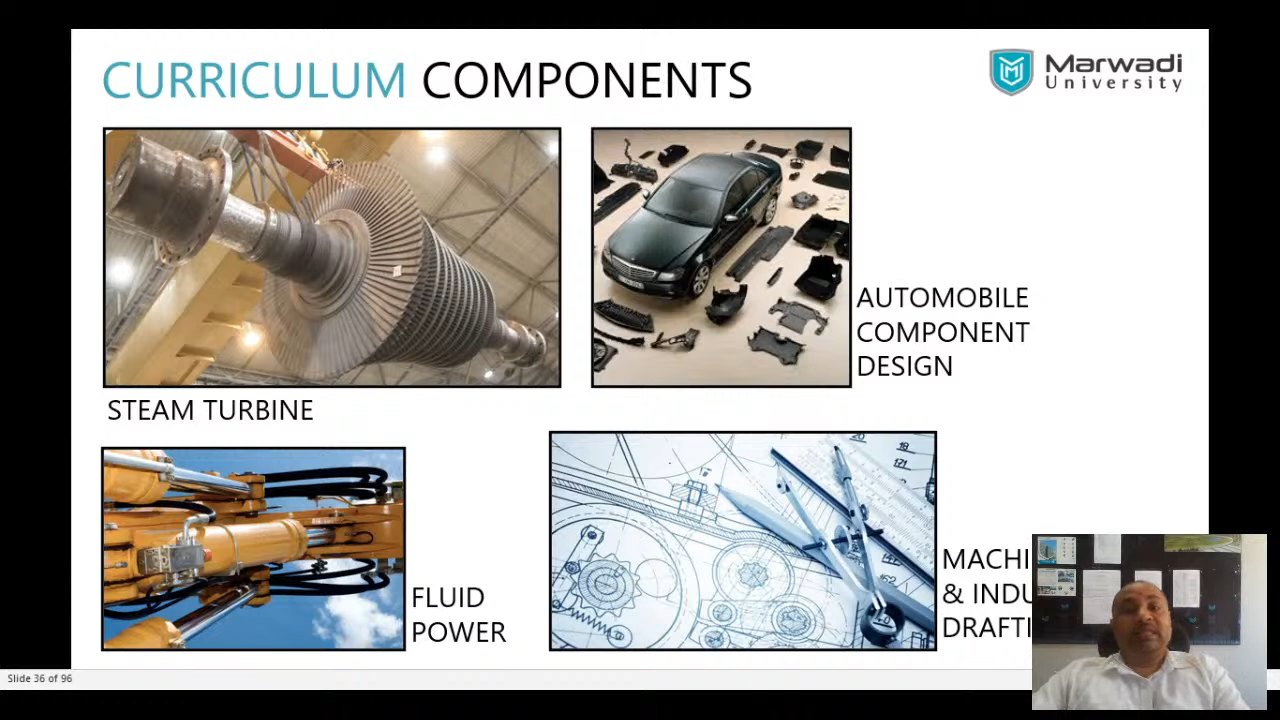 CURRICULUM COMPONENTS
Marwadi
University
STEAM TURBINE
AUTOMOBILE
COMPONENT
DESIGN
FLUID
POWER
MACHI
& INDU
DRAFTI
Slide 36 of 96